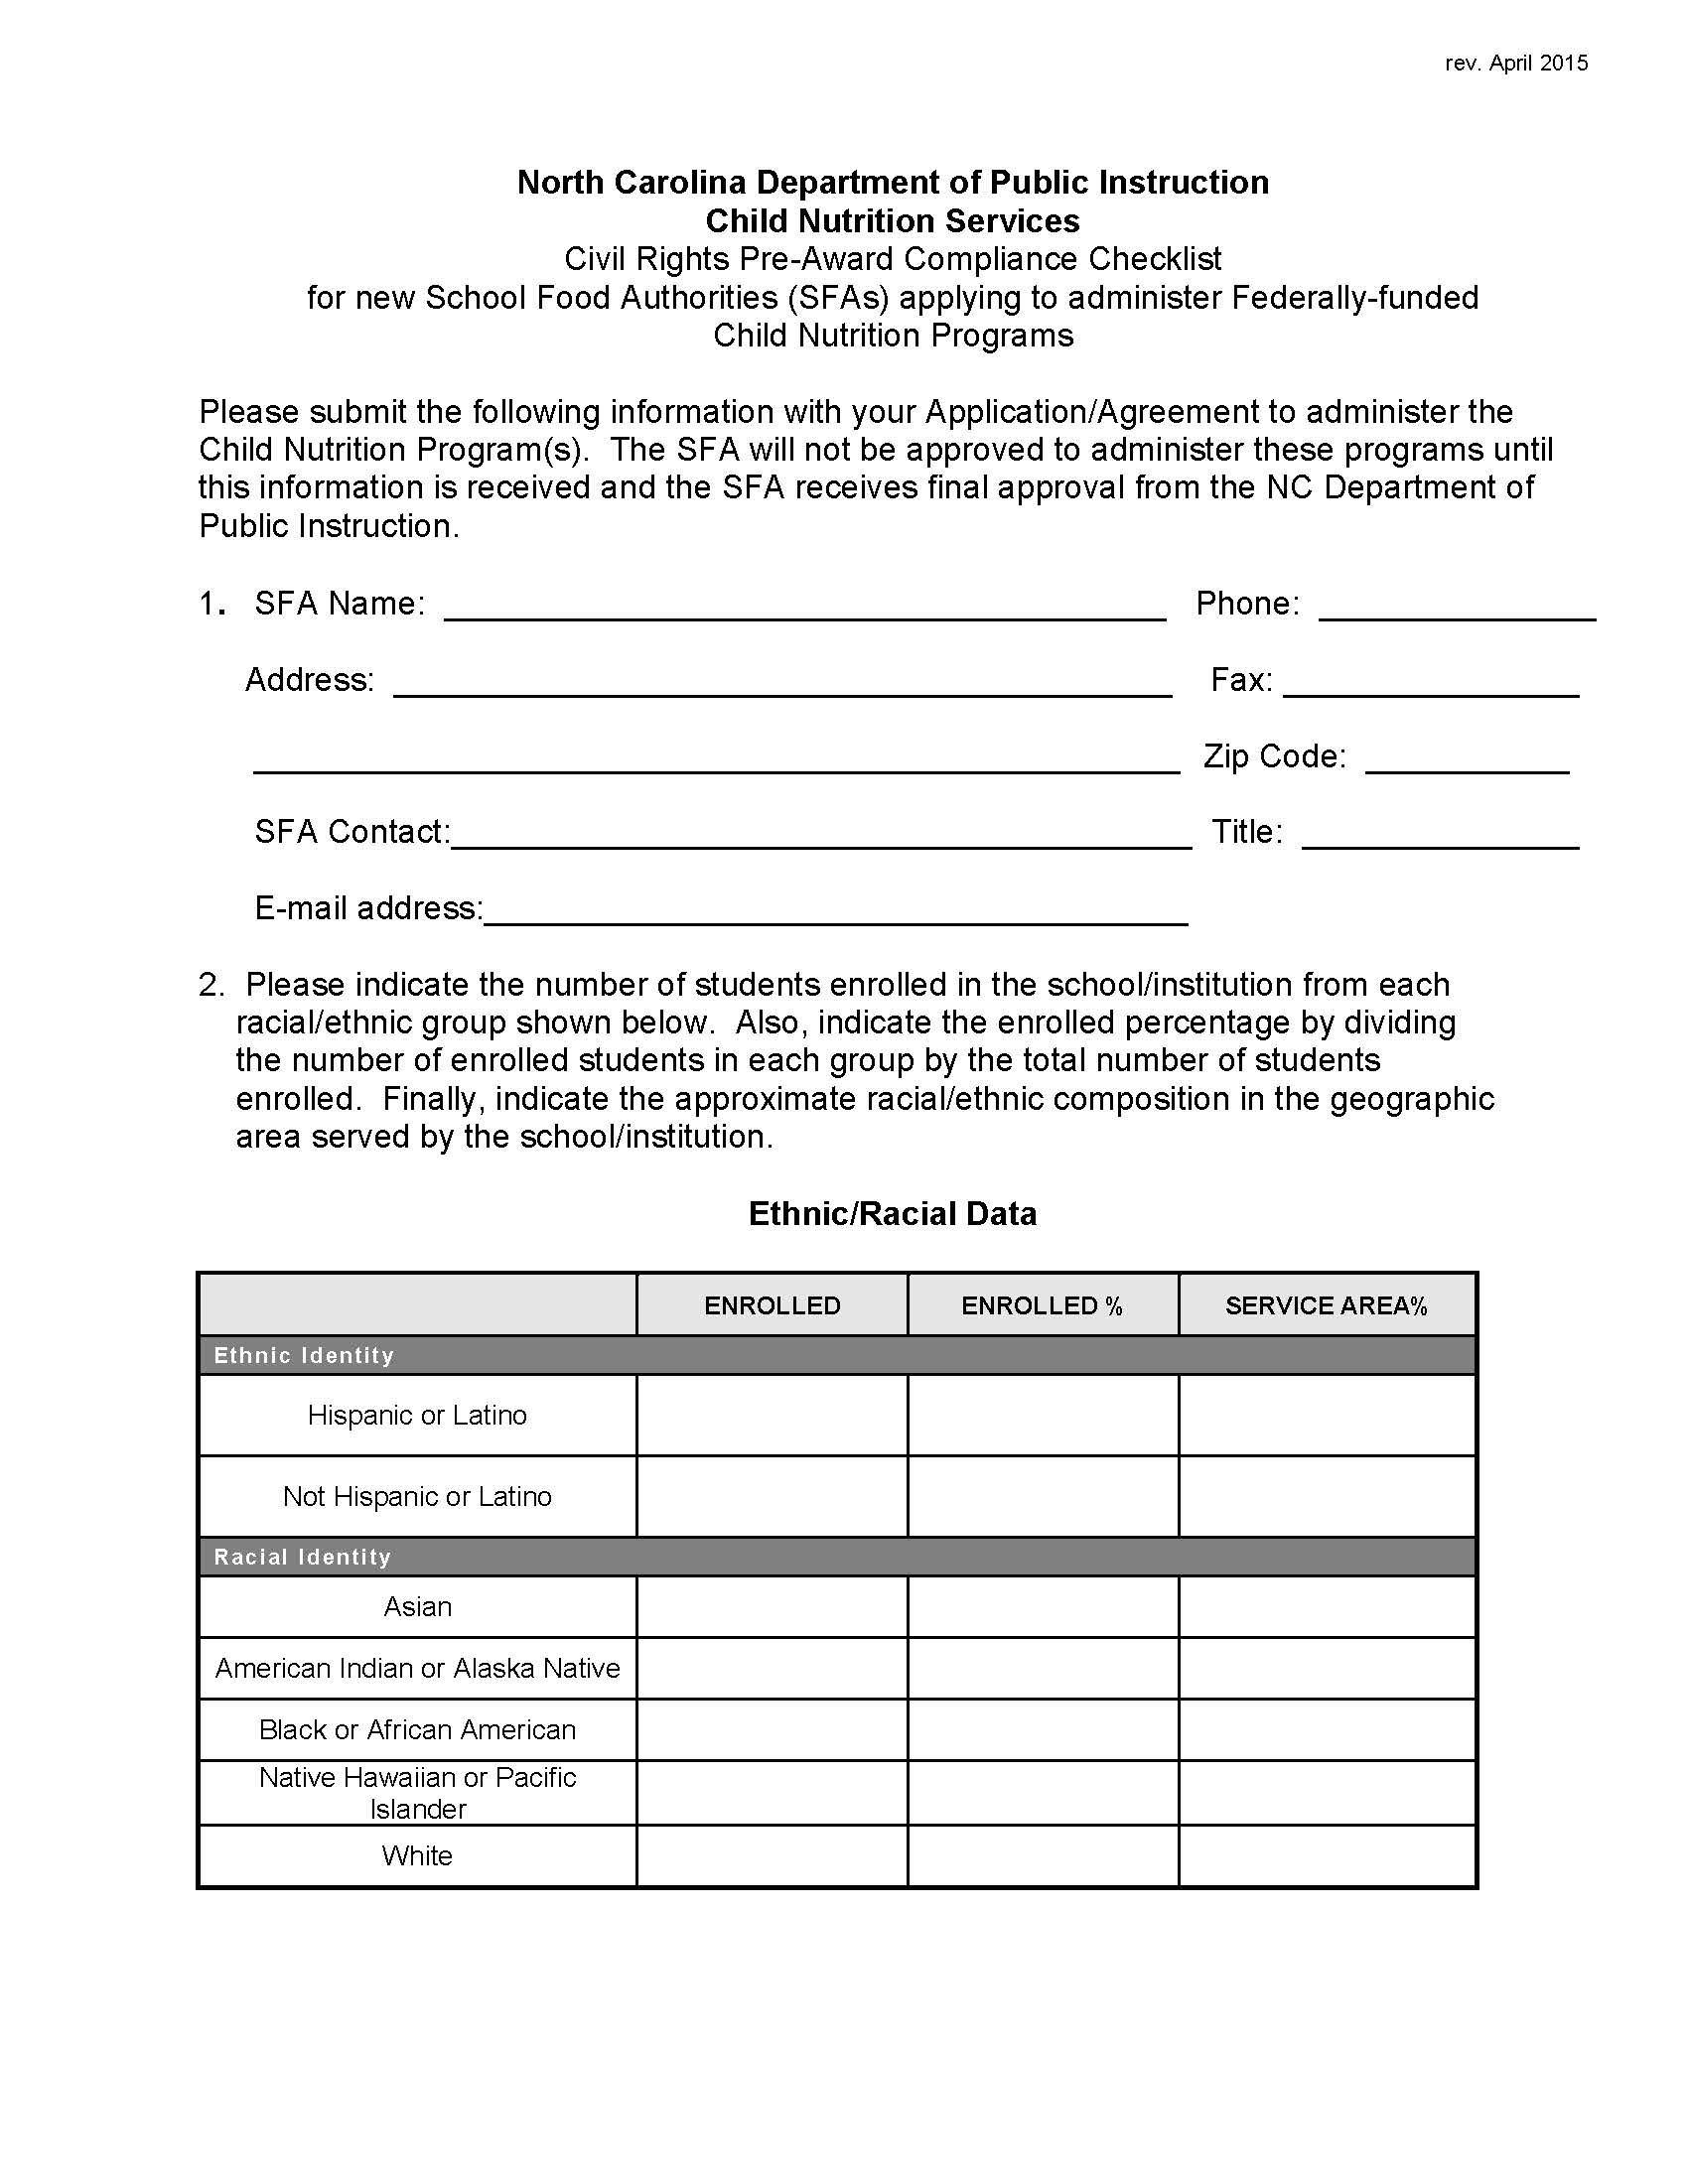 rev. April 2015
North Carolina Department of Public Instruction
Child Nutrition Services
Civil Rights Pre-Award Compliance Checklist
for new School Food Authorities (SFAs) applying to administer Federally-funded
Child Nutrition Programs
Please submit the following information with your Application/Agreement to administer the
Child Nutrition Program(s). The SFA will not be approved to administer these programs until
this information is received and the SFA receives final approval from the NC Department of
Public Instruction.
1. SFA Name: Phone:
Address: Fax:
Zip Code:
SFA Contact: Title:
E-mail address:
2. Please indicate the number of students enrolled in the school/institution from each
racial/ethnic group shown below. Also, indicate the enrolled percentage by dividing
the number of enrolled students in each group by the total number of students
enrolled. Finally, indicate the approximate racial/ethnic composition in the geographic
area served by the school/institution.
Ethnic/Racial Data
ENROLLED ENROLLED % SERVICE AREA%
Ethnic Identity
Hispanic or Latino
Not Hispanic or Latino
Racial Identity
Asian
American Indian or Alaska Native
Black or African American
Native Hawaiian or Pacific
Islander
White